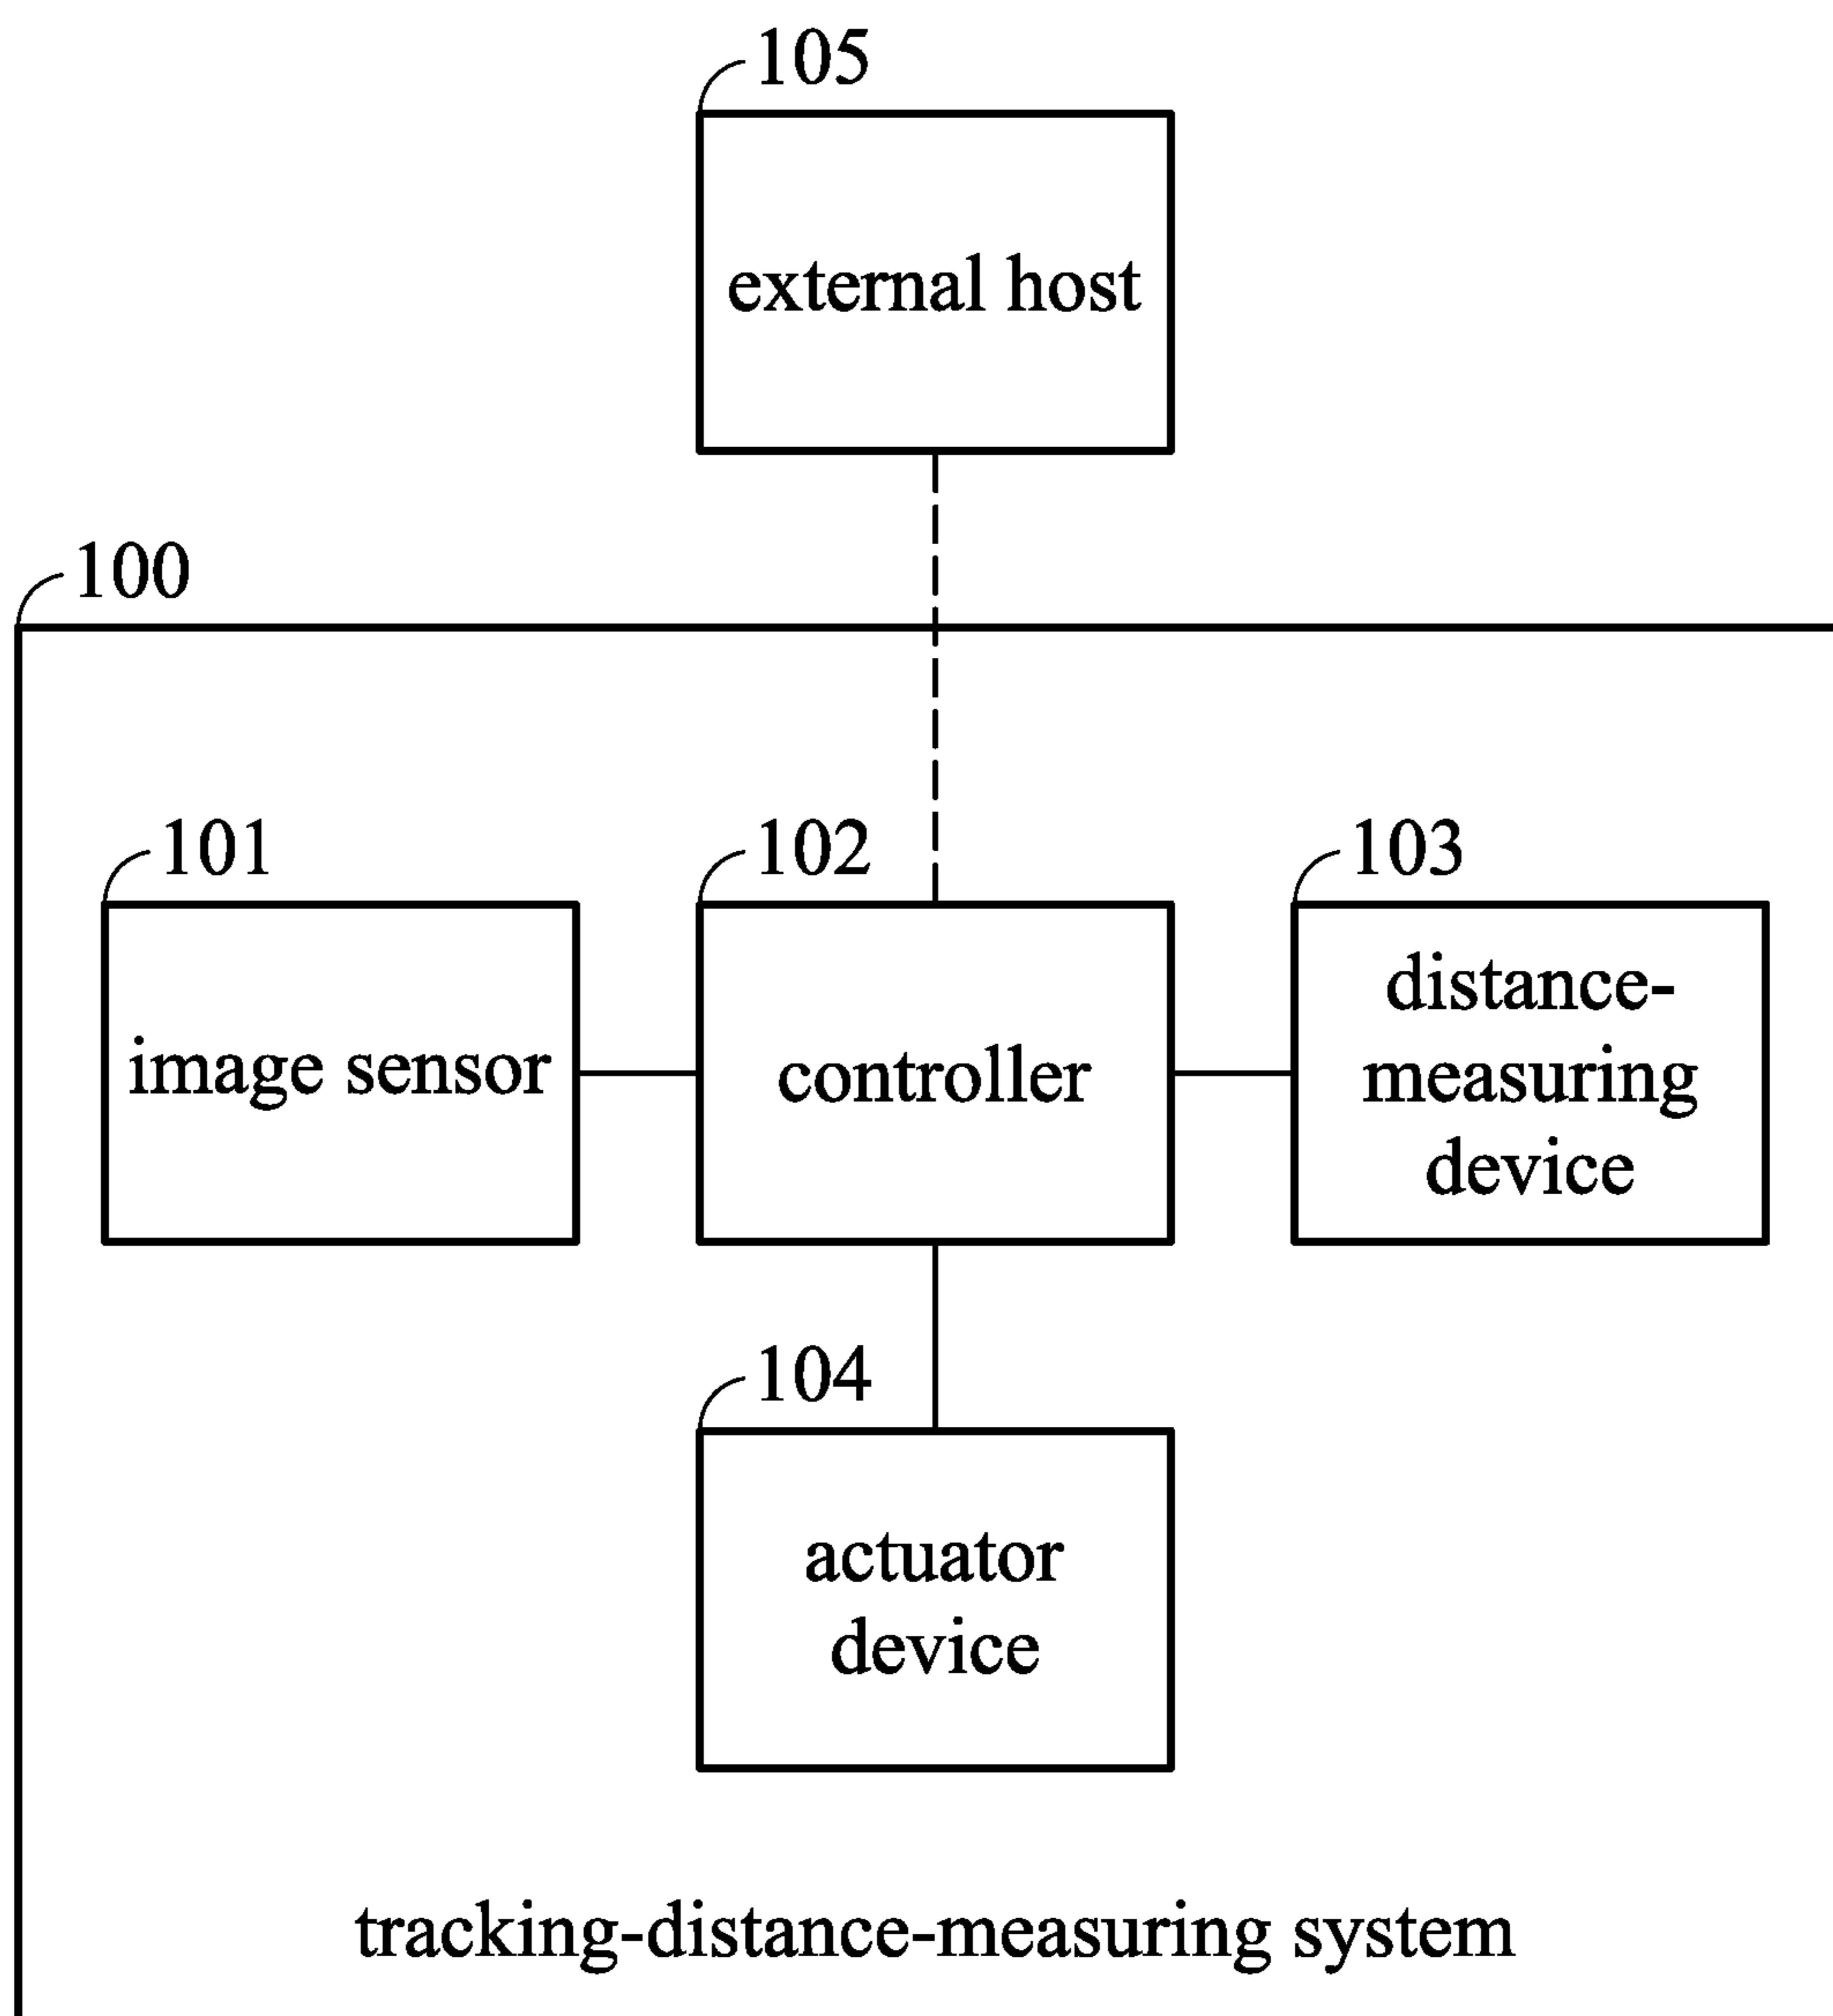 105
external host
100
101
102
103
image sensor
controller
distance-
measuring
device
104
actuator
device
tracking-distance-measuring system